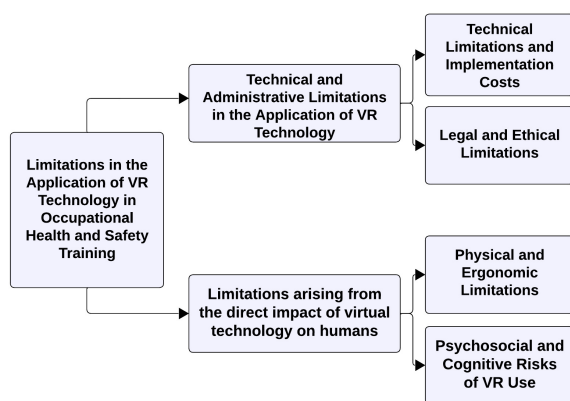 Technical
Limitations and
Implementation
Costs
Technical and
Administrative Limitations
in the Application of VR
Technology
Legal and Ethical
Limitations
Limitations in the
Application of VR
Technology in
Occupational
Health and Safety
Training
Physical and
Ergonomic
Limitations
Limitations arising from
the direct impact of virtual
technology on humans
Psychosocial and
Cognitive Risks
of VR Use